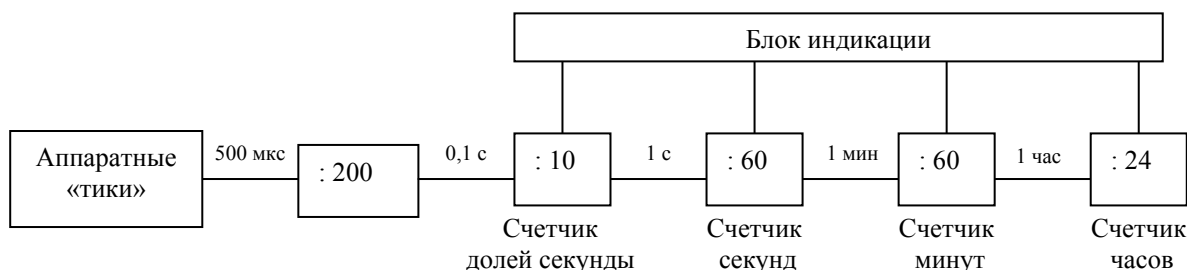 Блок индикации
Аппаратные
«тики»
500 мкс
: 200
0,1 с
: 10
1 с
: 60
1 мин
: 60
1 час
: 24
Счетчик
долей секунды
Счетчик
секунд
Счетчик
минут
Счетчик
часов